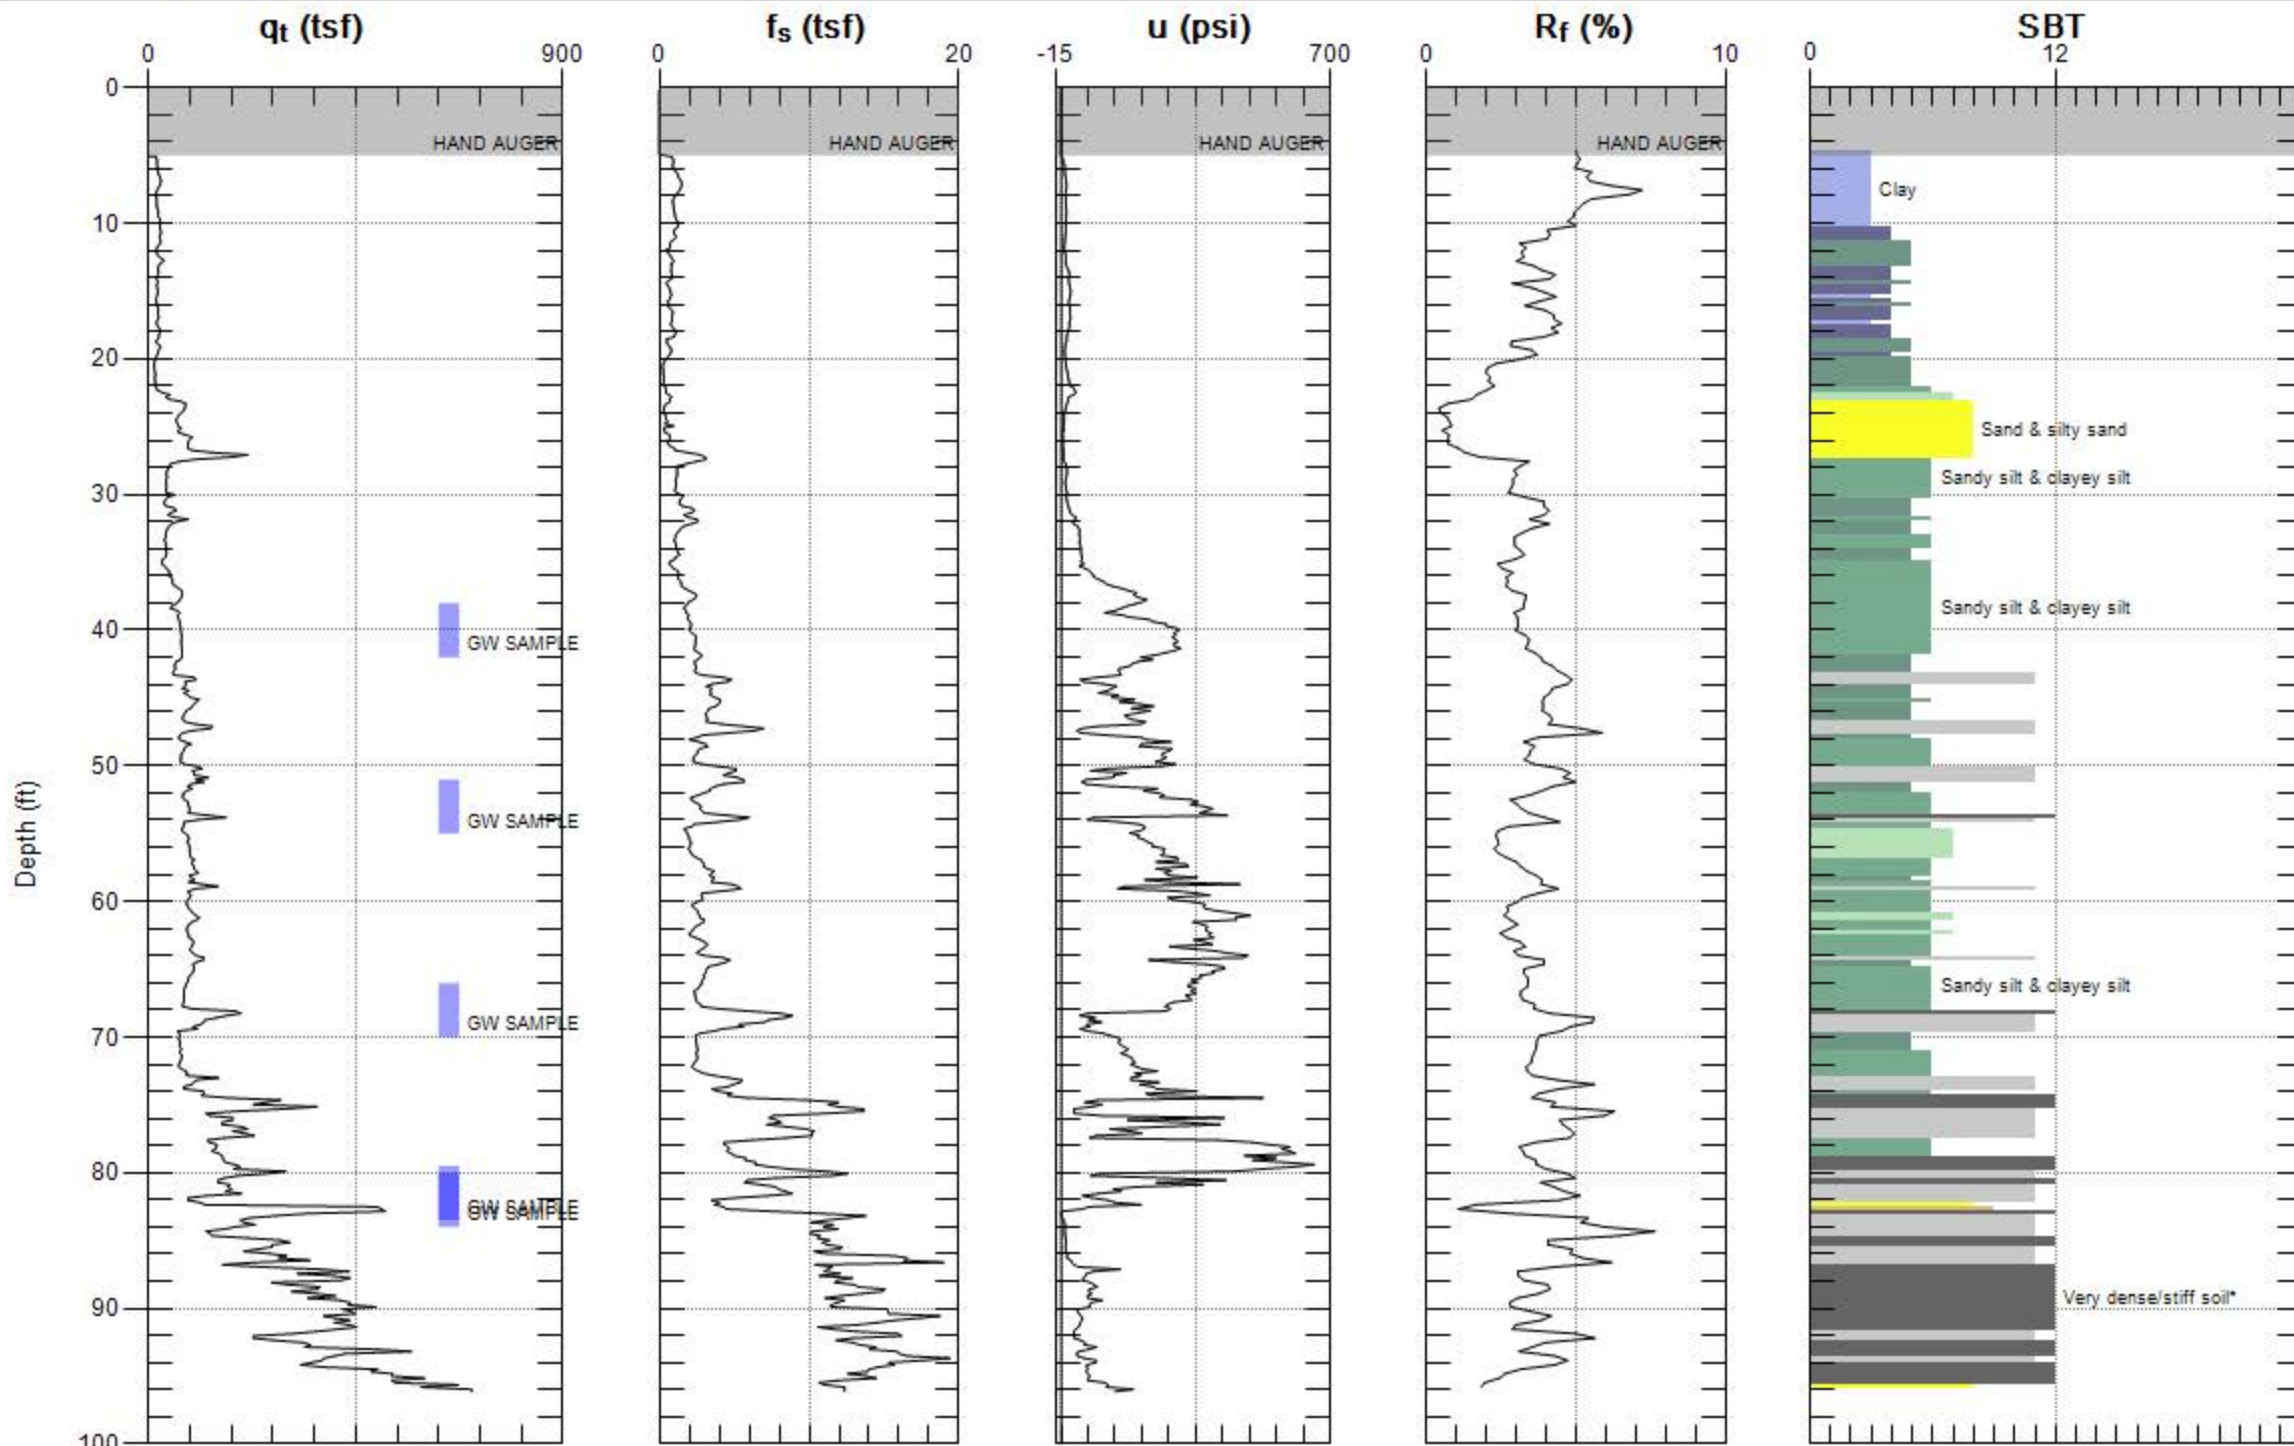 qt (tsf)
fs (tsf)
u (psi)
Rf (%)
SBT
0 900
0 20
-15 700
0 10
0 12
0
HAND AUGER
HAND AUGER
HAND AUGER
HAND AUGER
Clay
10
20
Sand & silty sand
Sandy silt & clayey silt
30
Sandy silt & clayey silt
40
GW SAMPLE
50
GW SAMPLE
Depth (ft)
60
Sandy silt & clayey silt
GW SAMPLE
70
80
GW SAMPLE
GW SAMPLE
Very dense/stiff soil*
90
100